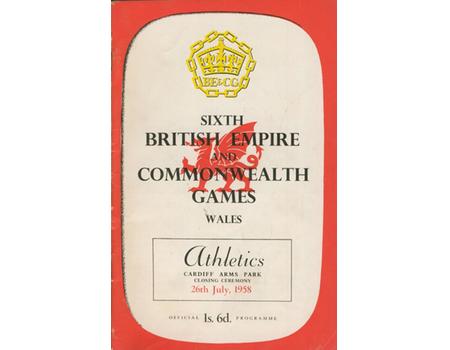 BE&CG
SIXTH
BRITISH EMPIRE
AND
COMMONWEALTH
GAMES
WALES
Athletics
CARDIFF ARMS PARK
CLOSING CEREMONY
26th July, 1958
OFFICIAL 1s. 6d. PROGRAMME